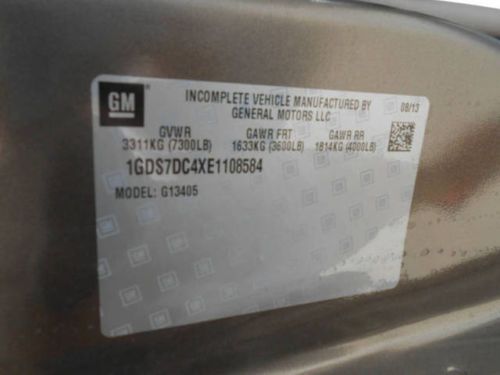 GM
INCOMPLETE VEHICLE MANUFACTURED BY
GENERAL MOTORS LLC
08/13
GVWR GAWR FRT GAWR RR
3311KG (7300LB) 1633KG (3600LB) 1814KG (4000LB)
1GDS7DC4XE1108584
MODEL: G13405